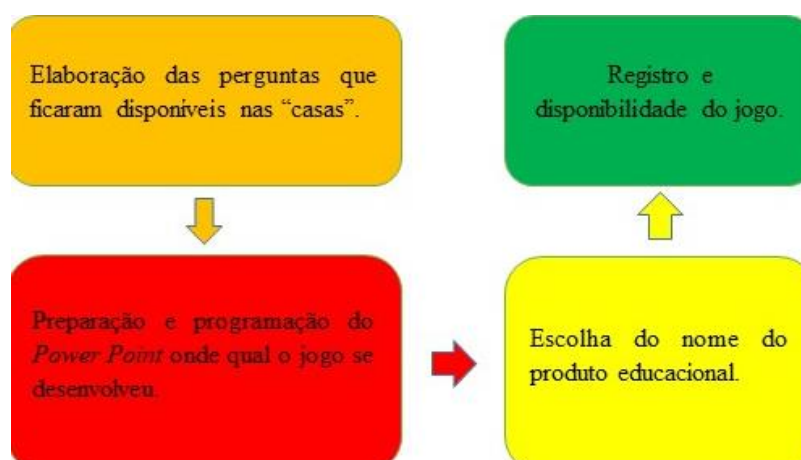 Elaboração das perguntas que
ficaram disponíveis nas “casas”.
Preparação e programação do
Power Point onde qual o jogo se
desenvolveu.
Escolha do nome do
produto educacional.
Registro e
disponibilidade do jogo.